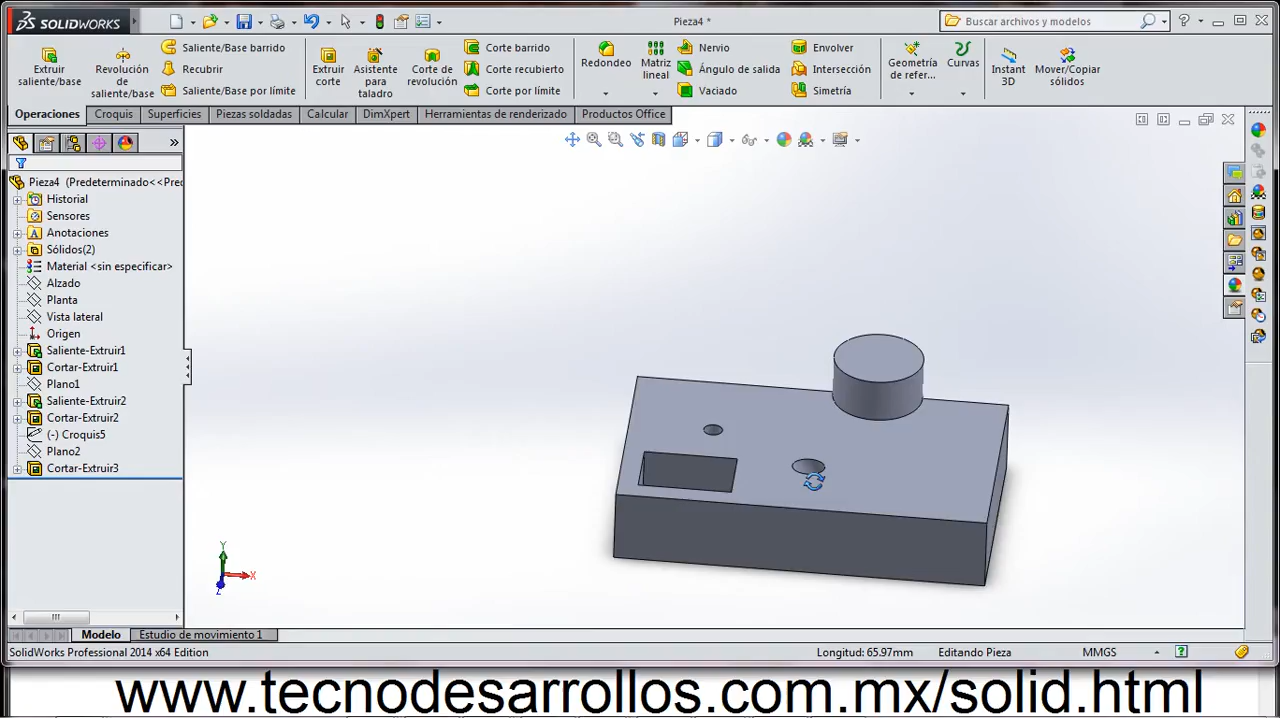 SOLIDWORKS
Pieza4 *
Buscar archivos y modelos
Extruir saliente/base
Revolución de saliente/base
Saliente/Base barrido
Recubrir
Saliente/Base por límite
Extruir corte
Asistente para taladro
Corte de revolución
Corte barrido
Corte recubierto
Corte por límite
Redondeo
Matriz lineal
Nervio
Ángulo de salida
Vaciado
Envolver
Intersección
Simetría
Geometría de refer...
Curvas
Instant 3D
Mover/Copiar sólidos
Operaciones Croquis Superficies Piezas soldadas Calcular DimXpert Herramientas de renderizado Productos Office
Pieza4 (Predeterminado<<Prec
Historial
Sensores
Anotaciones
Sólidos(2)
Material <sin especificar>
Alzado
Planta
Vista lateral
Origen
Saliente-Extruir1
Cortar-Extruir1
Plano1
Saliente-Extruir2
Cortar-Extruir2
(-) Croquis5
Plano2
Cortar-Extruir3
Y
X
Z
Modelo Estudio de movimiento 1
SolidWorks Professional 2014 x64 Edition Longitud: 65.97mm Editando Pieza MMGS
www.tecnodesarrollos.com.mx/solid.html